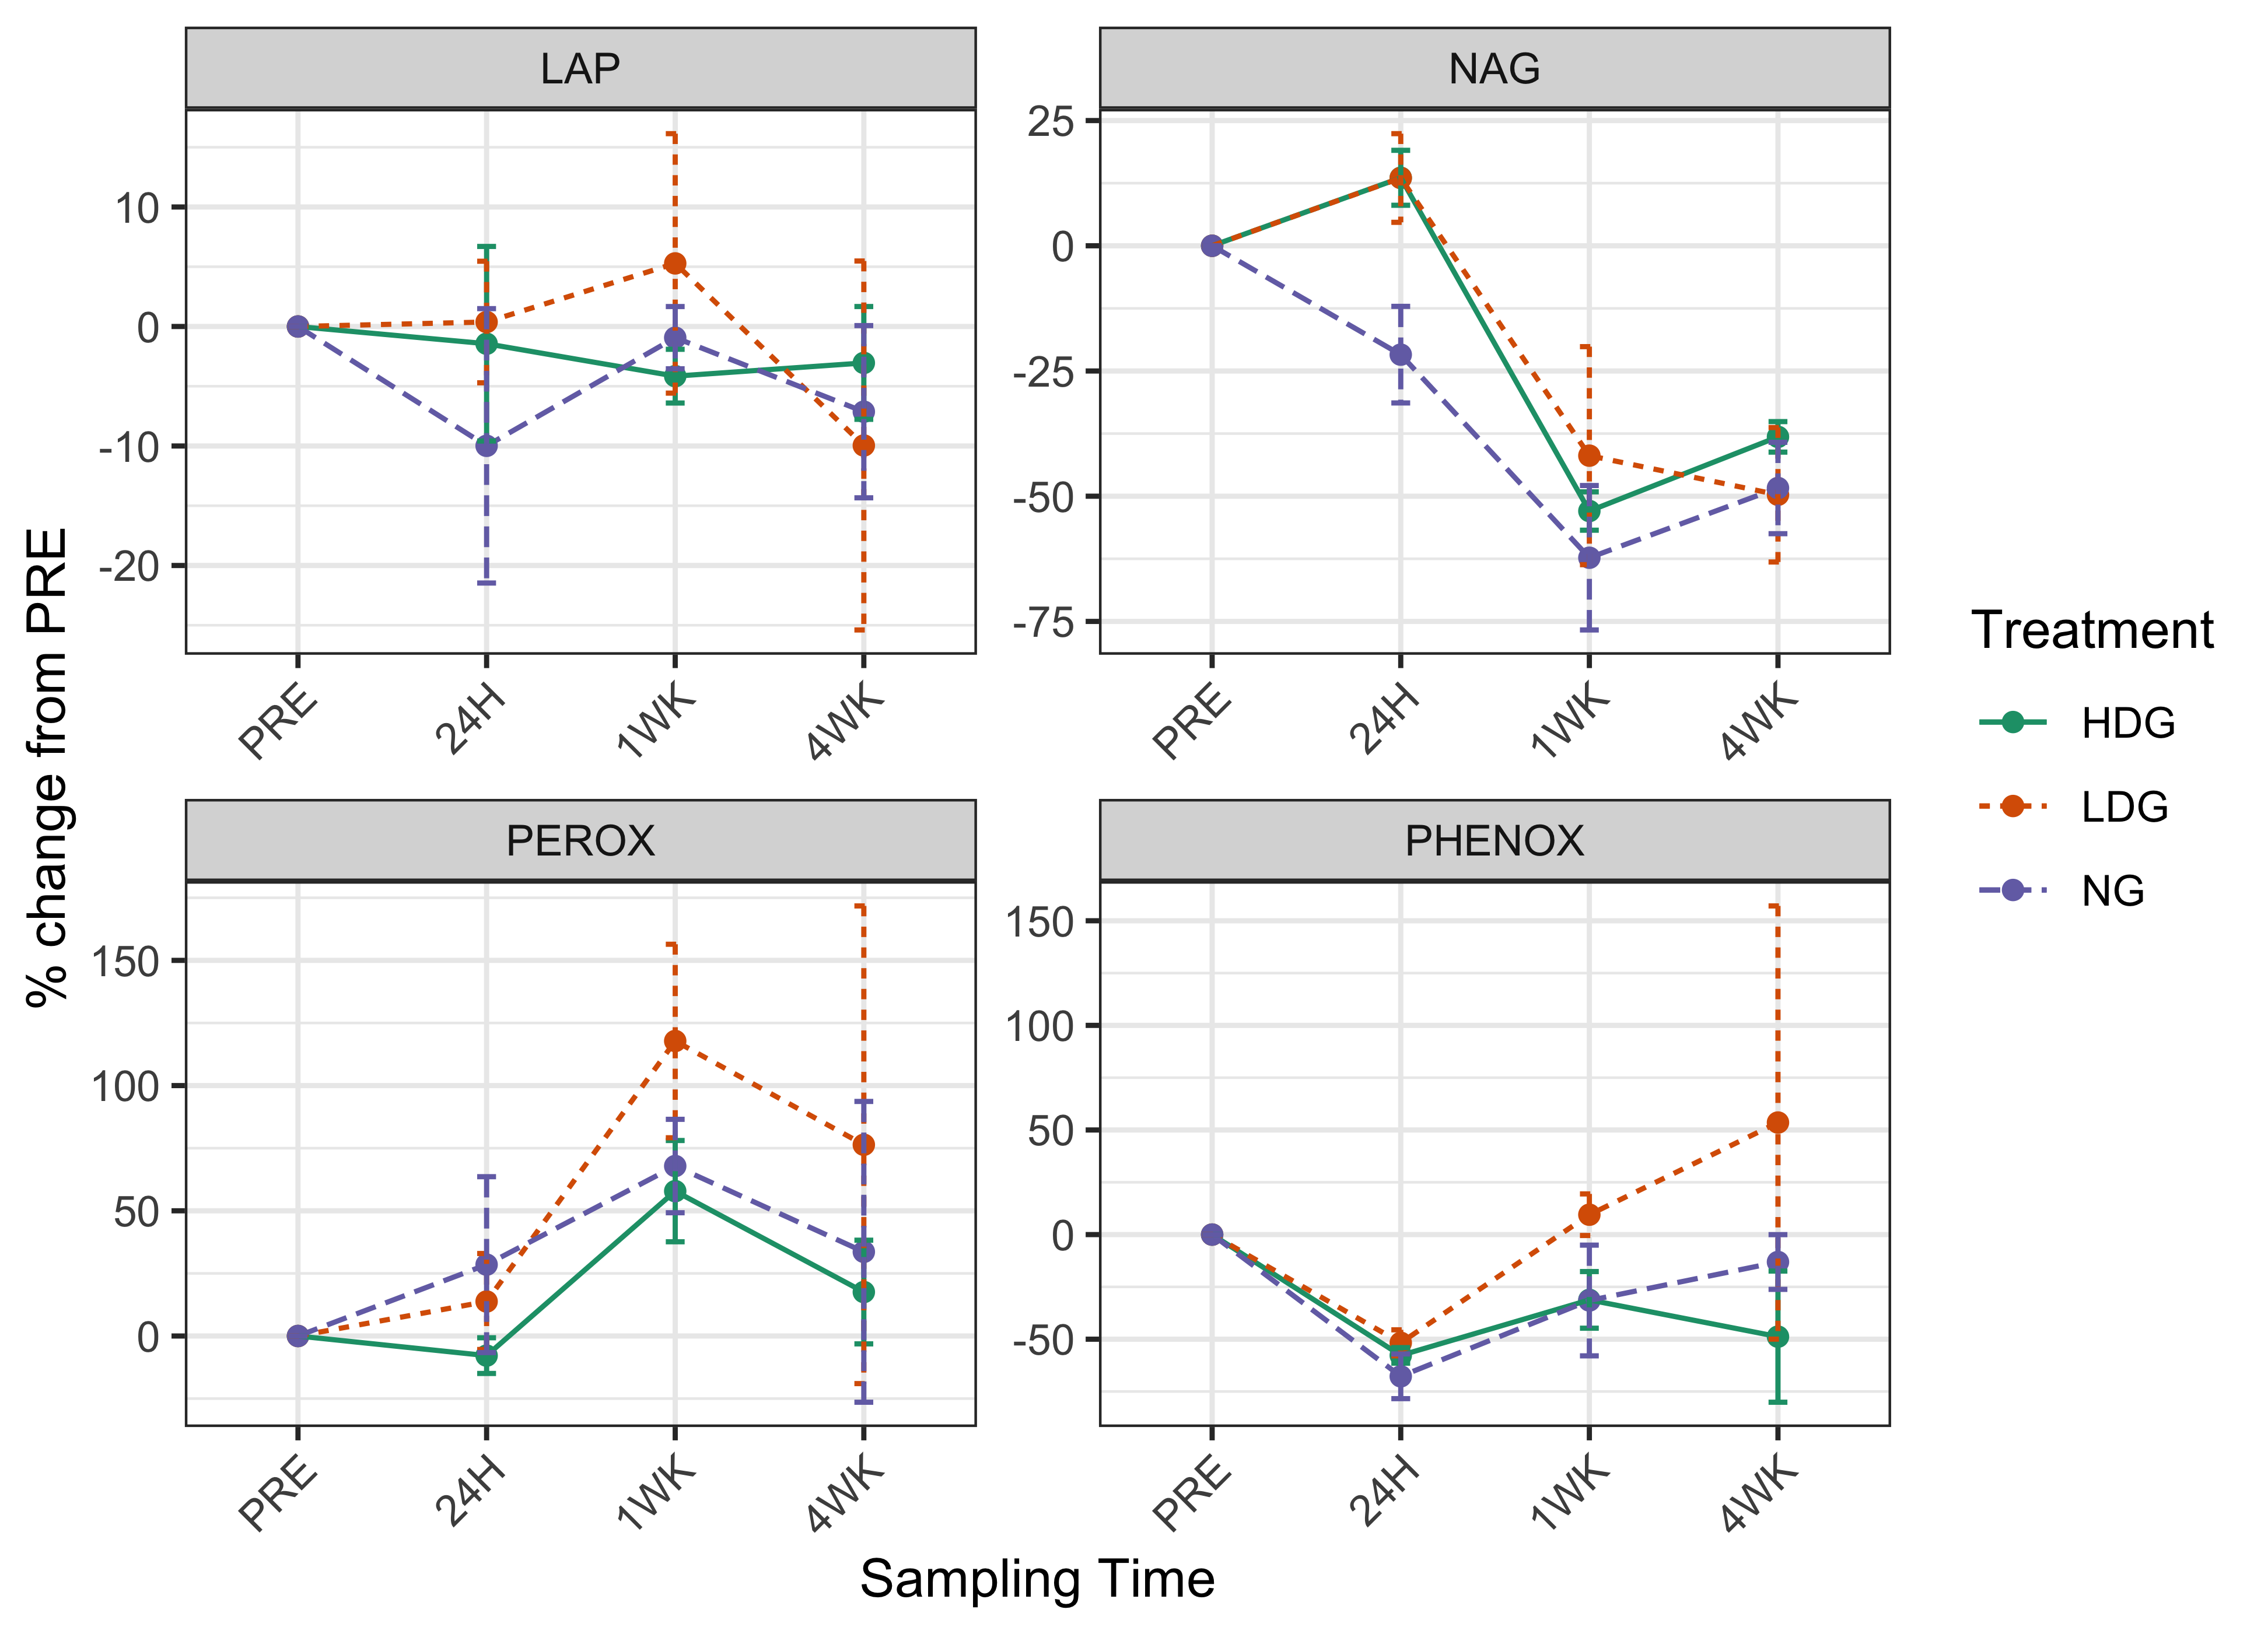 LAP
NAG
10
0
-10
-20
25
0
-25
-50
-75
PRE
24H
1WK
4WK
PRE
24H
1WK
4WK
% change from PRE
PEROX
PHENOX
150
100
50
0
150
100
50
0
-50
PRE
24H
1WK
4WK
PRE
24H
1WK
4WK
Sampling Time
Treatment
HDG
LDG
NG